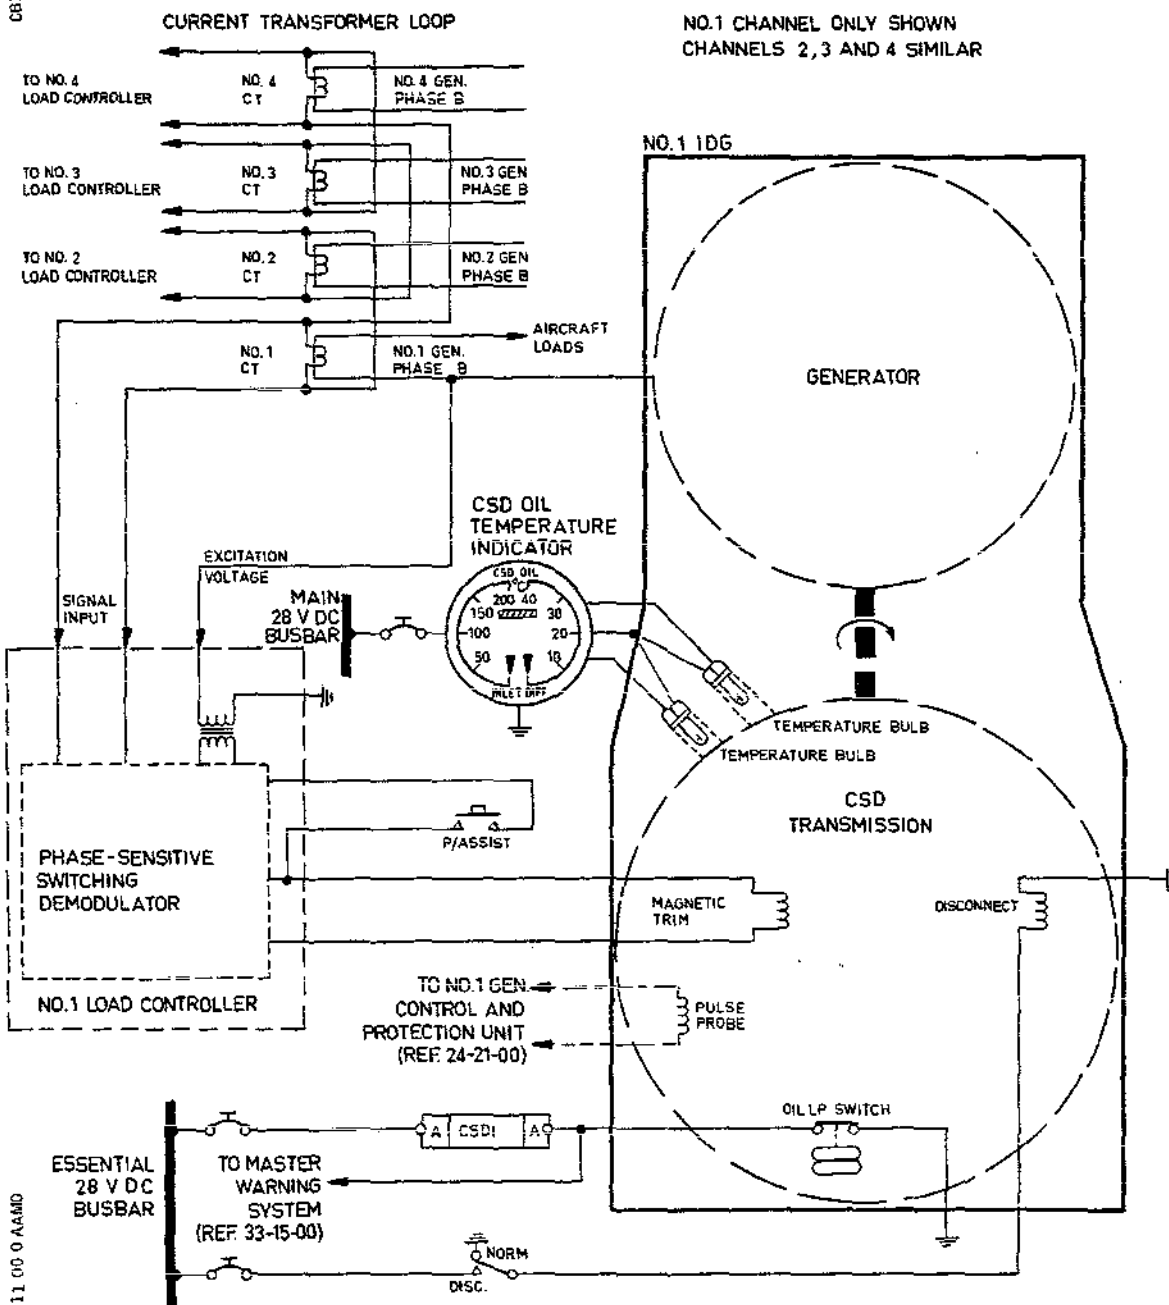 CURRENT TRANSFORMER LOOP
NO.1 CHANNEL ONLY SHOWN
CHANNELS 2,3 AND 4 SIMILAR
TO NO.4
LOAD CONTROLLER
NO.4
CT
NO.4 GEN.
PHASE B
TO NO.3
LOAD CONTROLLER
NO.3
CT
NO.3 GEN
PHASE B
TO NO.2
LOAD CONTROLLER
NO.2
CT
NO.2 GEN
PHASE B
NO.1
CT
NO.1 GEN.
PHASE B
AIRCRAFT
LOADS
NO.1 IDG
GENERATOR
CSD OIL
TEMPERATURE
INDICATOR
EXCITATION
VOLTAGE
SIGNAL
INPUT
MAIN
28 V DC
BUSBAR
CSD OIL
°C
200 40
150 30
100 20
50 10
INLET DIFF
TEMPERATURE BULB
TEMPERATURE BULB
CSD
TRANSMISSION
P/ASSIST
PHASE-SENSITIVE
SWITCHING
DEMODULATOR
MAGNETIC
TRIM
DISCONNECT
NO.1 LOAD CONTROLLER
TO NO.1 GEN.
CONTROL AND
PROTECTION UNIT
(REF. 24-21-00)
PULSE
PROBE
OIL LP SWITCH
A CSD1 A
ESSENTIAL
28 V DC
BUSBAR
TO MASTER
WARNING
SYSTEM
(REF. 33-15-00)
NORM
DISC.
11 00 0 AAM0